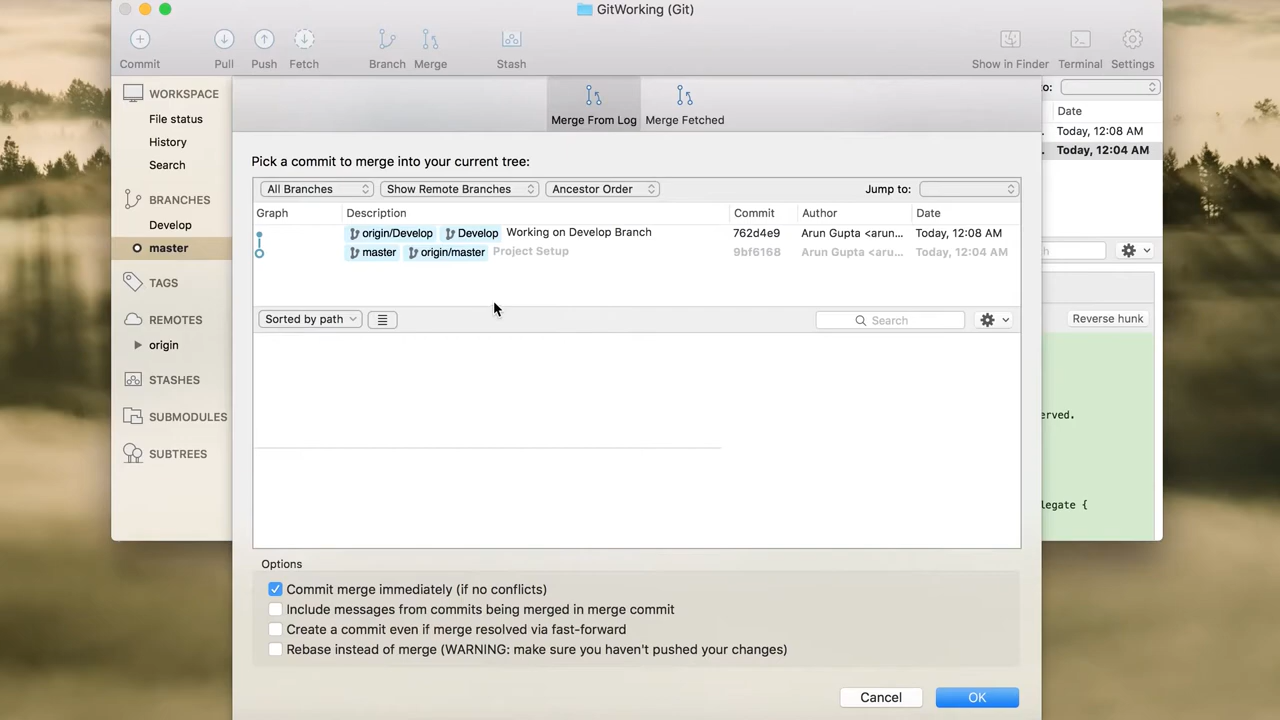 GitWorking (Git)
Commit Pull Push Fetch Branch Merge Stash Show in Finder Terminal Settings
WORKSPACE
File status
History
Search
BRANCHES
Develop
master
TAGS
REMOTES
origin
STASHES
SUBMODULES
SUBTREES
Merge From Log Merge Fetched
Pick a commit to merge into your current tree:
All Branches Show Remote Branches Ancestor Order Jump to:
Graph Description Commit Author Date
origin/Develop Develop Working on Develop Branch 762d4e9 Arun Gupta <arun... Today, 12:08 AM
master origin/master Project Setup 9bf6168 Arun Gupta <aru... Today, 12:04 AM
Sorted by path Search
Options
Commit merge immediately (if no conflicts)
Include messages from commits being merged in merge commit
Create a commit even if merge resolved via fast-forward
Rebase instead of merge (WARNING: make sure you haven't pushed your changes)
Cancel OK
to:
Date
Today, 12:08 AM
Today, 12:04 AM
Reverse hunk
erved.
legate {